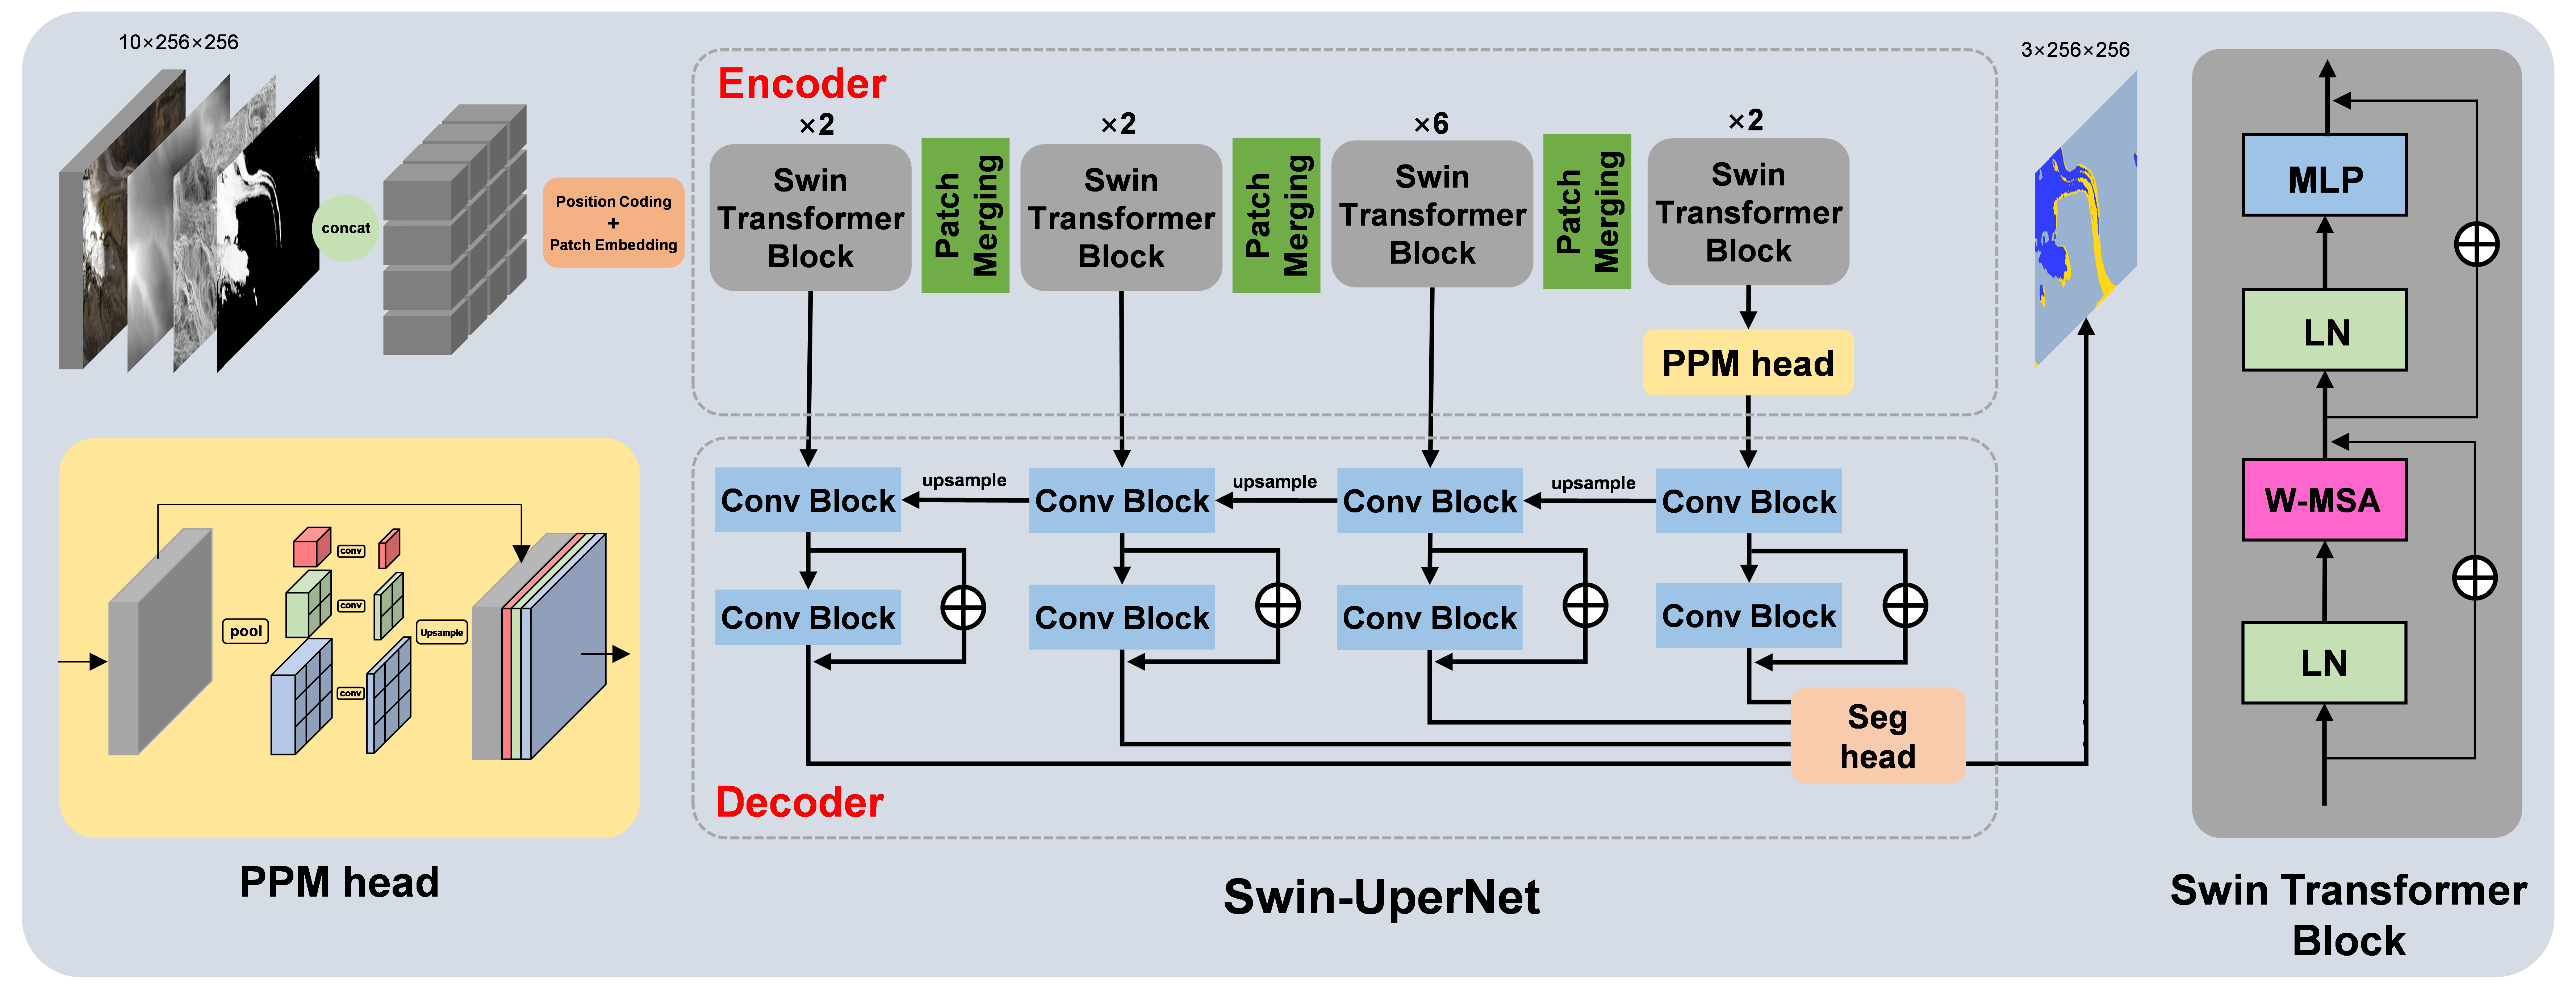 10×256×256
concat
Position Coding
+
Patch Embedding
Encoder
×2
Swin
Transformer
Block
Patch
Merging
×2
Swin
Transformer
Block
Patch
Merging
×6
Swin
Transformer
Block
Patch
Merging
×2
Swin
Transformer
Block
PPM head
3×256×256
Conv Block
upsample
Conv Block
upsample
Conv Block
upsample
Conv Block
Conv Block
Conv Block
Conv Block
Conv Block
Seg
head
Decoder
pool
conv
conv
conv
Upsample
PPM head
Swin-UperNet
MLP
LN
W-MSA
LN
Swin Transformer
Block